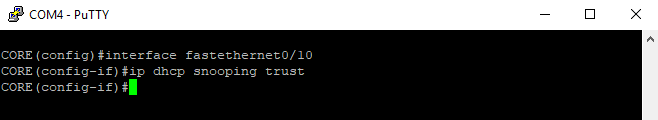 COM4 - PuTTY
CORE(config)#interface fastethernet0/10
CORE(config-if)#ip dhcp snooping trust
CORE(config-if)#